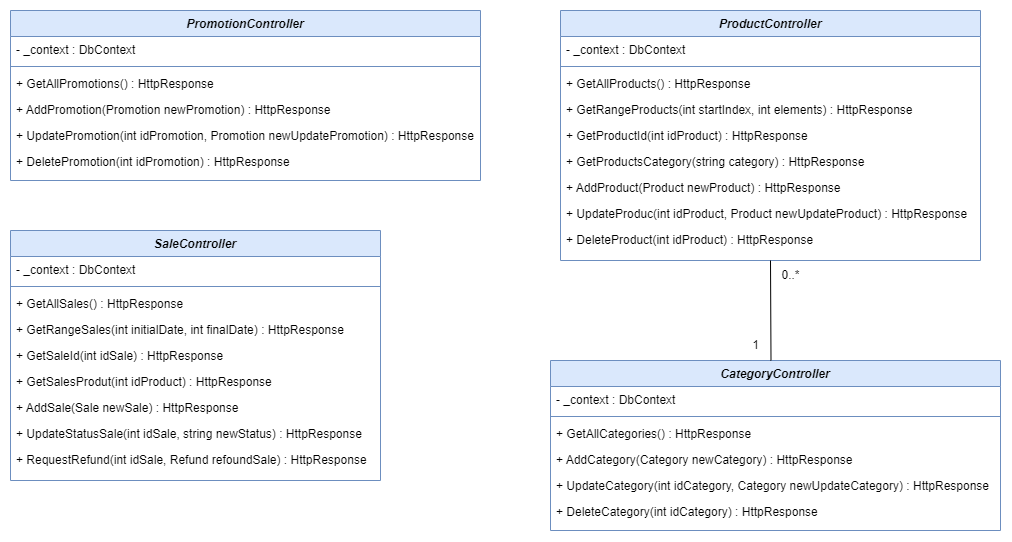 PromotionController
- _context : DbContext
+ GetAllPromotions() : HttpResponse
+ AddPromotion(Promotion newPromotion) : HttpResponse
+ UpdatePromotion(int idPromotion, Promotion newUpdatePromotion) : HttpResponse
+ DeletePromotion(int idPromotion) : HttpResponse
ProductController
- _context : DbContext
+ GetAllProducts() : HttpResponse
+ GetRangeProducts(int startIndex, int elements) : HttpResponse
+ GetProductId(int idProduct) : HttpResponse
+ GetProductsCategory(string category) : HttpResponse
+ AddProduct(Product newProduct) : HttpResponse
+ UpdateProduc(int idProduct, Product newUpdateProduct) : HttpResponse
+ DeleteProduct(int idProduct) : HttpResponse
SaleController
- _context : DbContext
+ GetAllSales() : HttpResponse
+ GetRangeSales(int initialDate, int finalDate) : HttpResponse
+ GetSaleId(int idSale) : HttpResponse
+ GetSalesProdut(int idProduct) : HttpResponse
+ AddSale(Sale newSale) : HttpResponse
+ UpdateStatusSale(int idSale, string newStatus) : HttpResponse
+ RequestRefund(int idSale, Refund refoundSale) : HttpResponse
0..*
1
CategoryController
- _context : DbContext
+ GetAllCategories() : HttpResponse
+ AddCategory(Category newCategory) : HttpResponse
+ UpdateCategory(int idCategory, Category newUpdateCategory) : HttpResponse
+ DeleteCategory(int idCategory) : HttpResponse